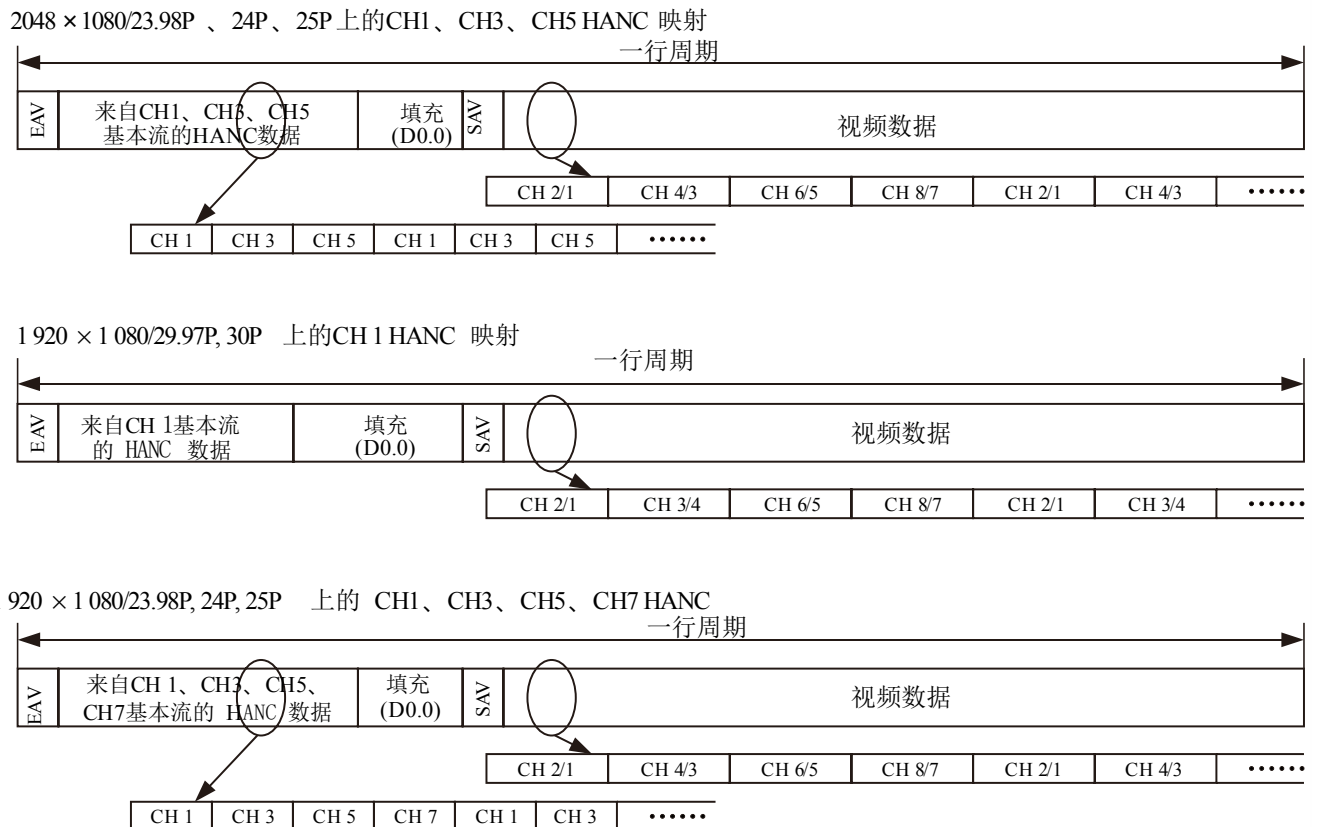 2048 ×1080/23.98P 、24P、25P上的CH1、CH3、CH5 HANC 映射
一行周期
EAV
来自CH1、CH3、CH5
基本流的HANC数据
填充
(D0.0)
SAV
视频数据
CH 2/1 CH 4/3 CH 6/5 CH 8/7 CH 2/1 CH 4/3 ••••••
CH 1 CH 3 CH 5 CH 1 CH 3 CH 5 ••••••
1 920 × 1 080/29.97P, 30P 上的CH 1 HANC 映射
一行周期
EAV
来自CH 1基本流
的 HANC 数据
填充
(D0.0)
SAV
视频数据
CH 2/1 CH 3/4 CH 6/5 CH 8/7 CH 2/1 CH 3/4 ••••••
920 × 1 080/23.98P, 24P, 25P 上的 CH1、CH3、CH5、CH7 HANC
一行周期
EAV
来自CH 1、CH3、CH5、
CH7基本流的 HANC 数据
填充
(D0.0)
SAV
视频数据
CH 2/1 CH 4/3 CH 6/5 CH 8/7 CH 2/1 CH 4/3 ••••••
CH 1 CH 3 CH 5 CH 7 CH 1 CH 3 ••••••